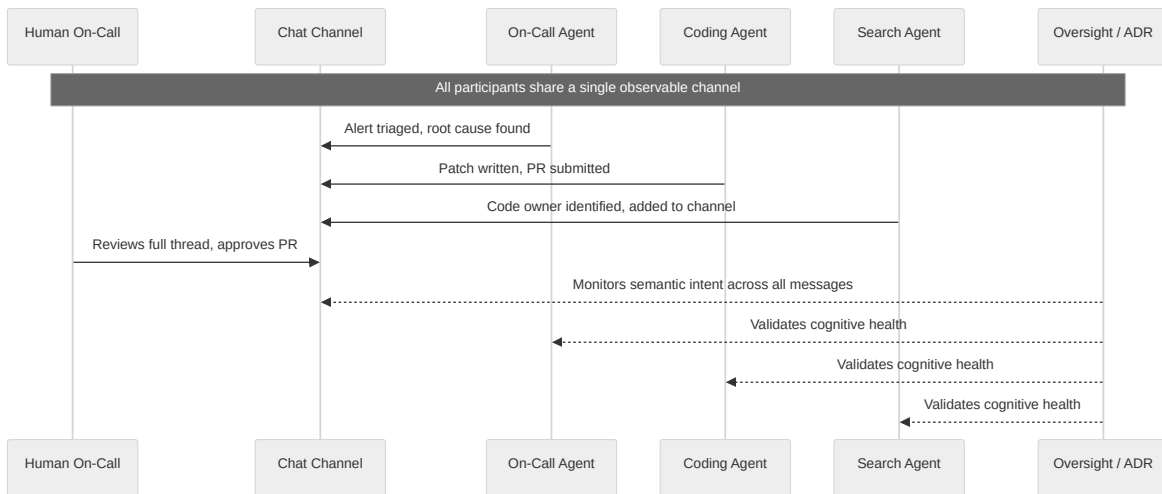 Human On-Call
Chat Channel
On-Call Agent
Coding Agent
Search Agent
Oversight / ADR
All participants share a single observable channel
Alert triaged, root cause found
Patch written, PR submitted
Code owner identified, added to channel
Reviews full thread, approves PR
Monitors semantic intent across all messages
Validates cognitive health
Validates cognitive health
Validates cognitive health
Human On-Call
Chat Channel
On-Call Agent
Coding Agent
Search Agent
Oversight / ADR